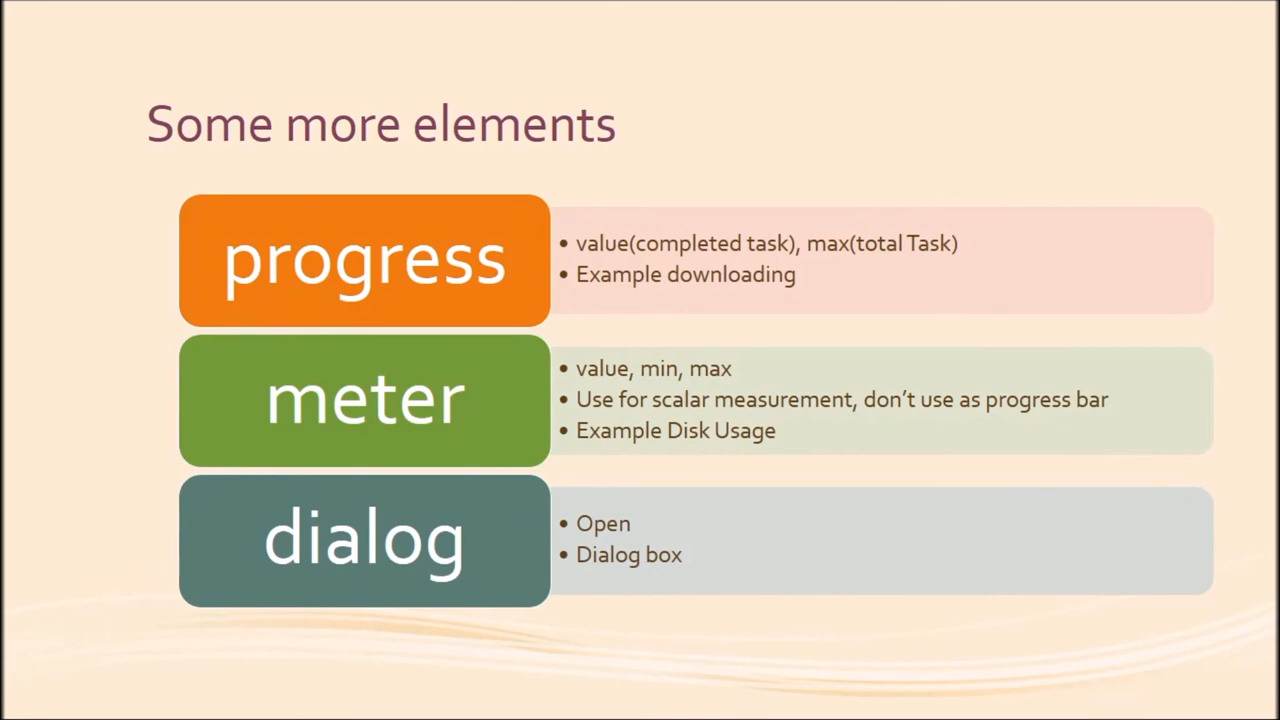 Some more elements
progress
• value(completed task), max(total Task)
• Example downloading
meter
• value, min, max
• Use for scalar measurement, don’t use as progress bar
• Example Disk Usage
dialog
• Open
• Dialog box